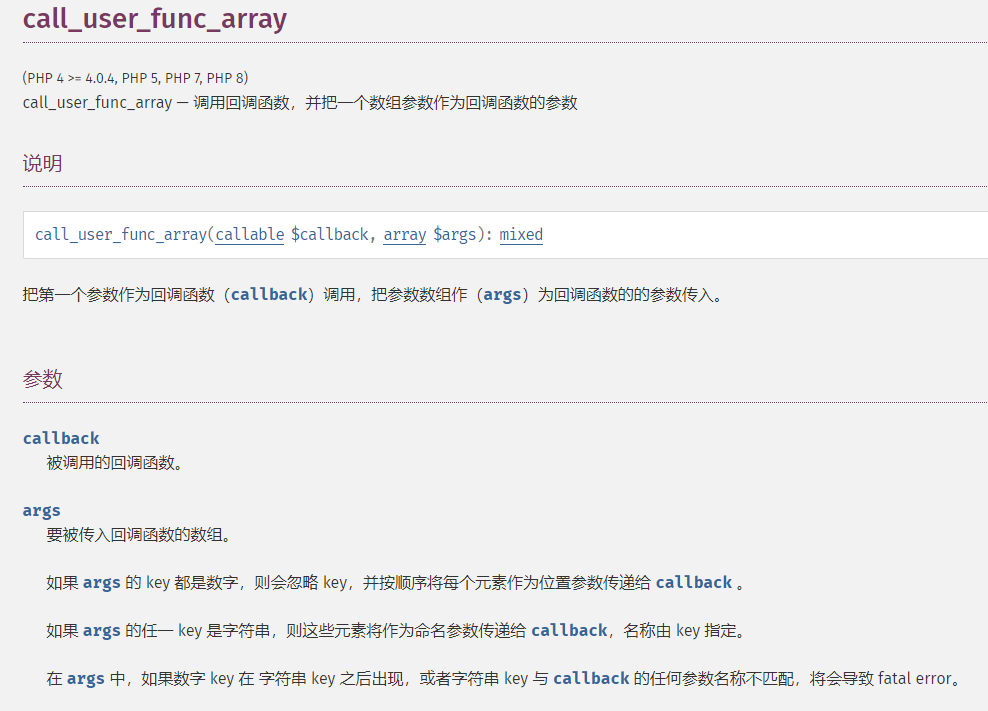 call_user_func_array
(PHP 4 >= 4.0.4, PHP 5, PHP 7, PHP 8)
call_user_func_array — 调用回调函数，并把一个数组参数作为回调函数的参数
说明
call_user_func_array(callable $callback, array $args): mixed
把第一个参数作为回调函数（callback）调用，把参数数组作（args）为回调函数的的参数传入。
参数
callback
被调用的回调函数。
args
要被传入回调函数的数组。
如果 args 的 key 都是数字，则会忽略 key，并按顺序将每个元素作为位置参数传递给 callback 。
如果 args 的任一 key 是字符串，则这些元素将作为命名参数传递给 callback，名称由 key 指定。
在 args 中，如果数字 key 在 字符串 key 之后出现，或者字符串 key 与 callback 的任何参数名称不匹配，将会导致 fatal error。